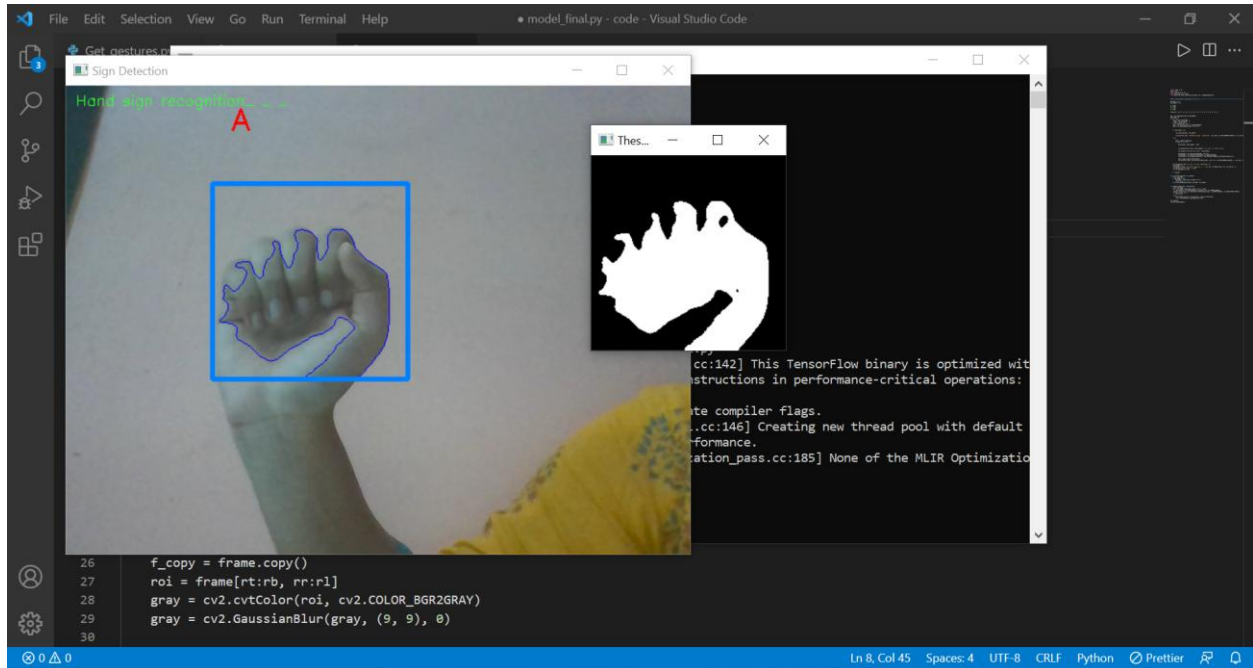 File Edit Selection View Go Run Terminal Help
● model_final.py - code - Visual Studio Code
3
Get_gestures.p
Sign Detection
Hand sign recognition_ _ _
A
Thes...
cc:142] This TensorFlow binary is optimized wit
structions in performance-critical operations:
te compiler flags.
.cc:146] Creating new thread pool with default
formance.
zation_pass.cc:185] None of the MLIR Optimizatio
26 f_copy = frame.copy()
27 roi = frame[rt:rb, rr:rl]
28 gray = cv2.cvtColor(roi, cv2.COLOR_BGR2GRAY)
29 gray = cv2.GaussianBlur(gray, (9, 9), 0)
30
0 0 Ln 8, Col 45 Spaces: 4 UTF-8 CRLF Python Prettier